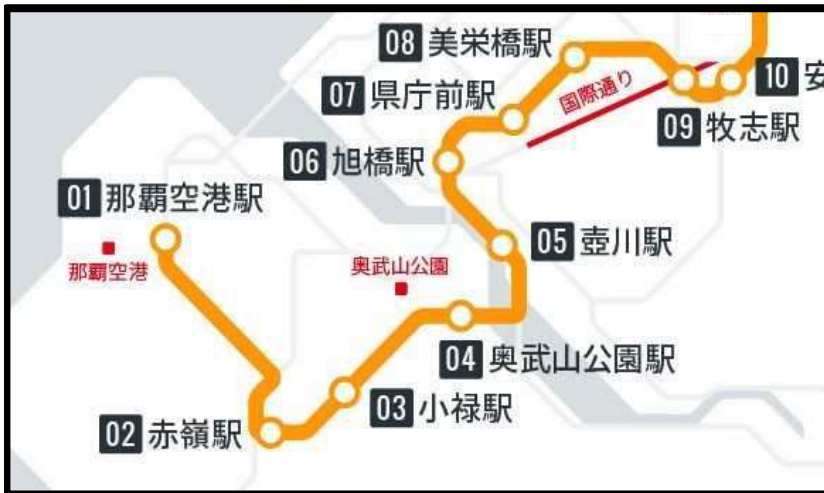 08 美栄橋駅
07 県庁前駅
国際通り
10 安
09 牧志駅
06 旭橋駅
01 那覇空港駅
05 壺川駅
那覇空港
奥武山公園
04 奥武山公園駅
03 小禄駅
02 赤嶺駅